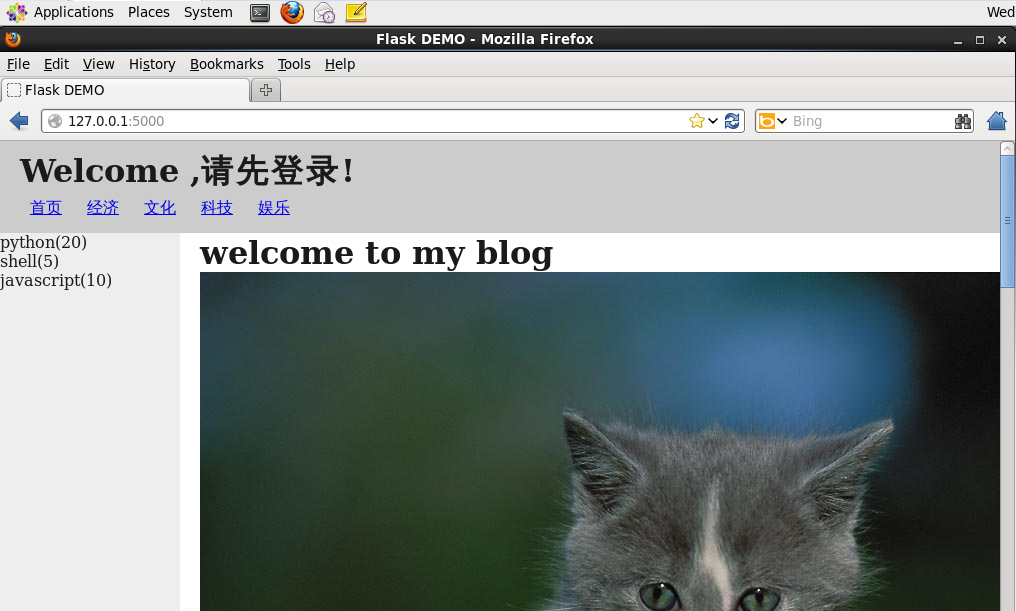 Applications Places System Wed
Flask DEMO - Mozilla Firefox
File Edit View History Bookmarks Tools Help
Flask DEMO
127.0.0.1:5000 Bing
Welcome ,请先登录!
首页 经济 文化 科技 娱乐
python(20)
shell(5)
javascript(10)
welcome to my blog